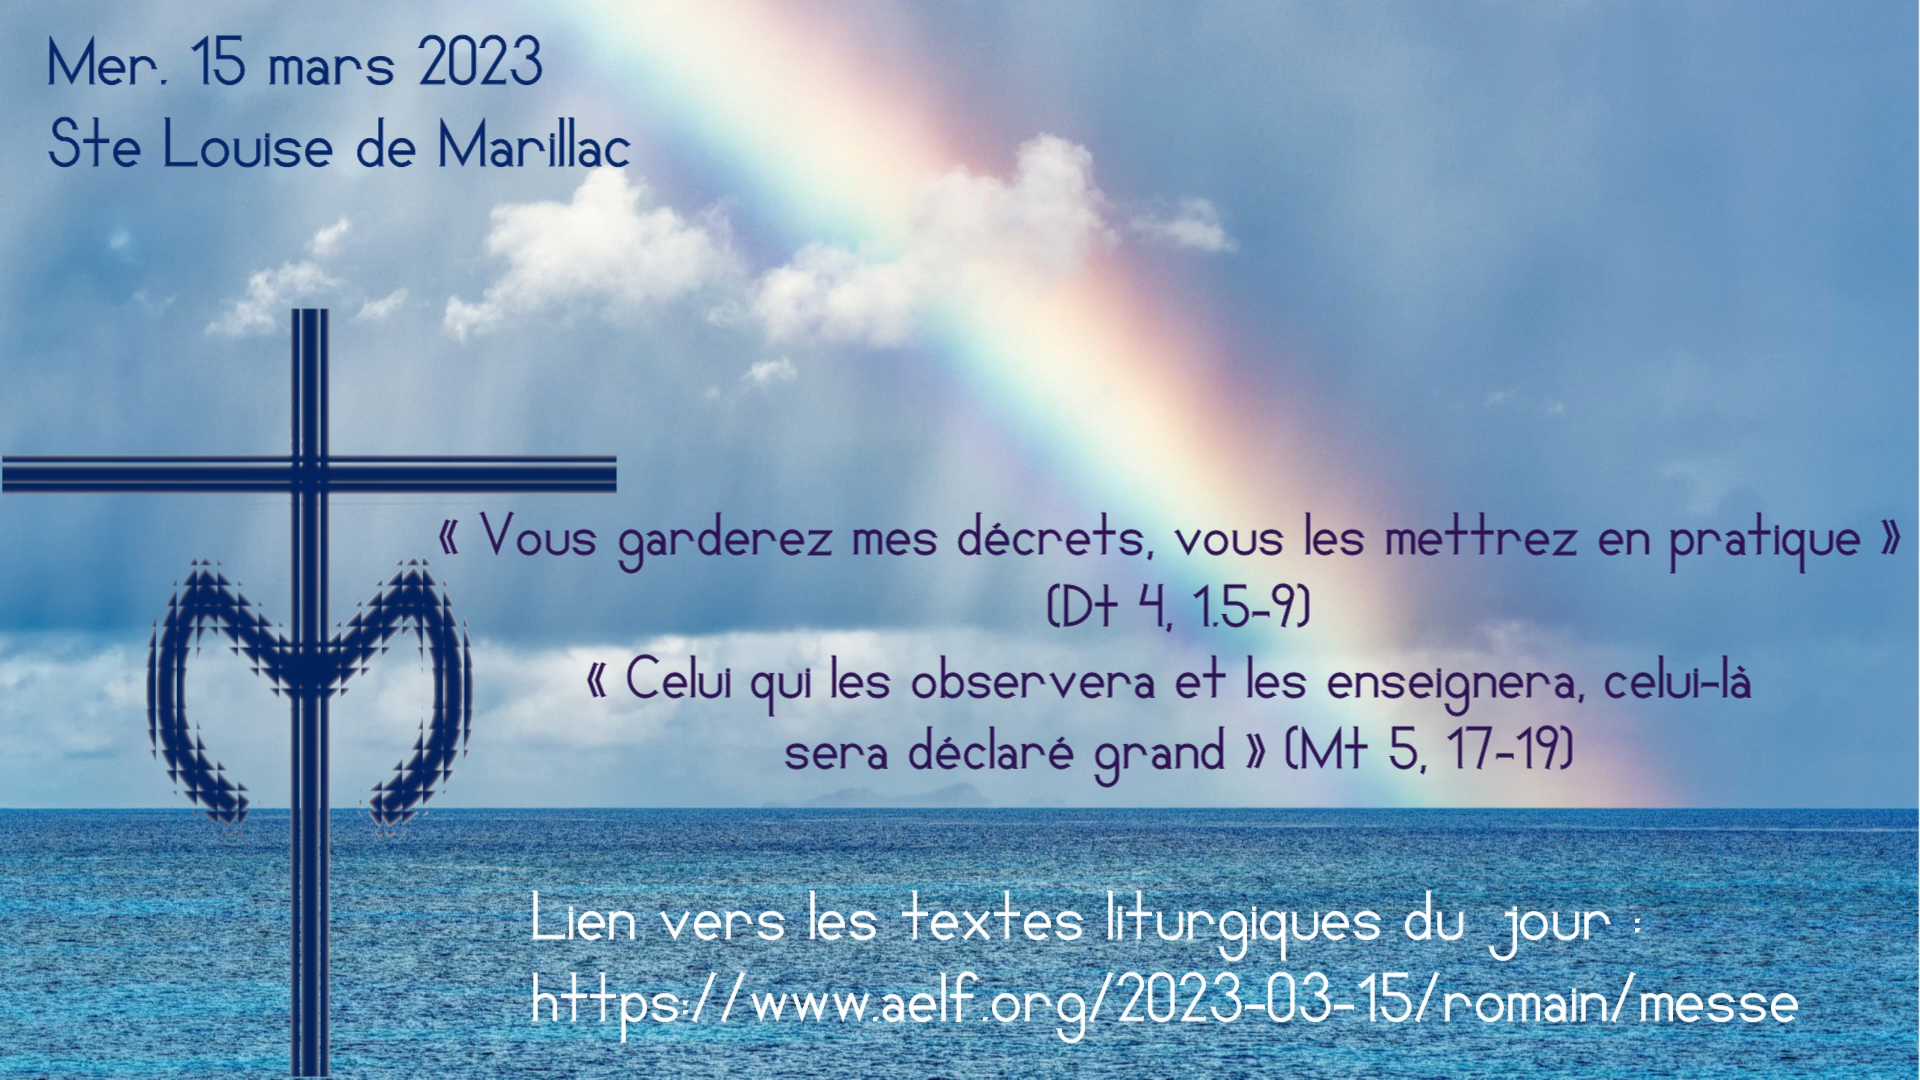 Mer. 15 mars 2023
Ste Louise de Marillac
« Vous garderez mes décrets, vous les mettrez en pratique »
(Dt 4, 1.5-9)
« Celui qui les observera et les enseignera, celui-là
sera déclaré grand » (Mt 5, 17-19)
Lien vers les textes liturgiques du jour :
https://www.aelf.org/2023-03-15/romain/messe